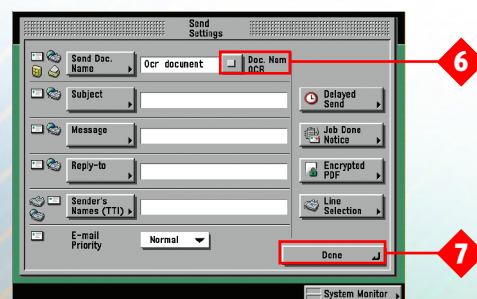 Send
Settings
Send Doc.
Name
Ocr document
Doc. Nam
OCR
6
Subject
Delayed
Send
Message
Job Done
Notice
Reply-to
Encrypted
PDF
Sender's
Names (TTI)
Line
Selection
E-mail
Priority
Normal
Done
7
System Monitor